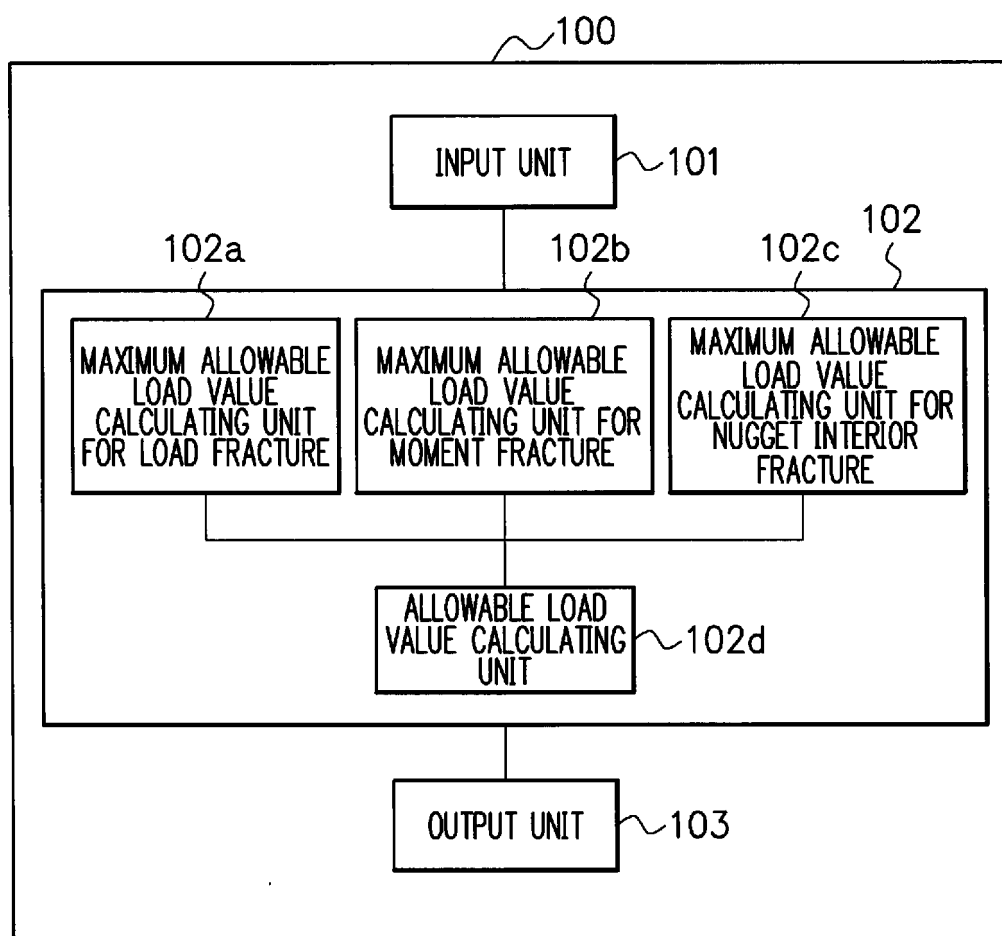 100
INPUT UNIT
101
102
102a
102b
102c
MAXIMUM ALLOWABLE
LOAD VALUE
CALCULATING UNIT
FOR LOAD FRACTURE
MAXIMUM ALLOWABLE
LOAD VALUE
CALCULATING UNIT FOR
MOMENT FRACTURE
MAXIMUM ALLOWABLE
LOAD VALUE
CALCULATING UNIT FOR
NUGGET INTERIOR
FRACTURE
ALLOWABLE LOAD
VALUE CALCULATING
UNIT
102d
OUTPUT UNIT
103